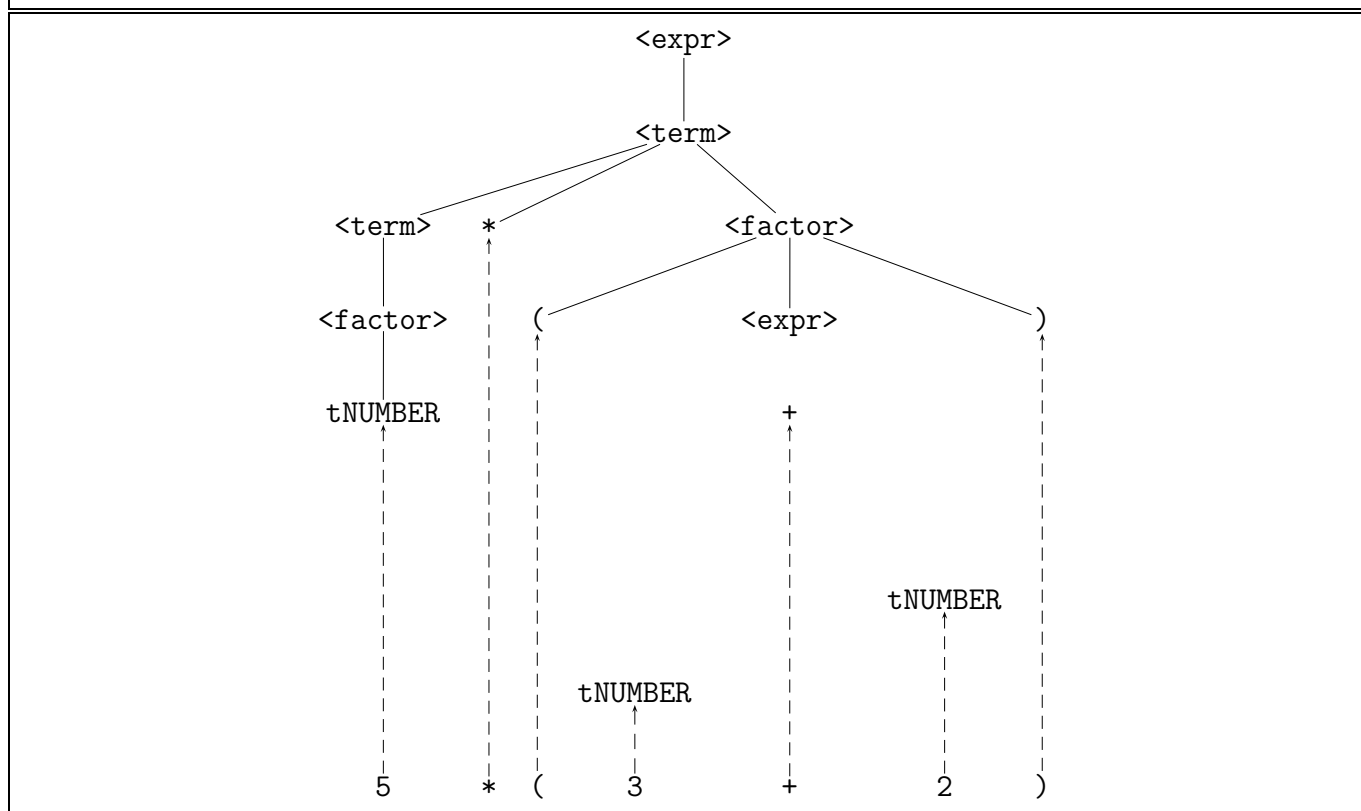 <expr>
<term>
<term> * <factor>
<factor> ( <expr> )
tNUMBER +
tNUMBER
tNUMBER
5 * ( 3 + 2 )